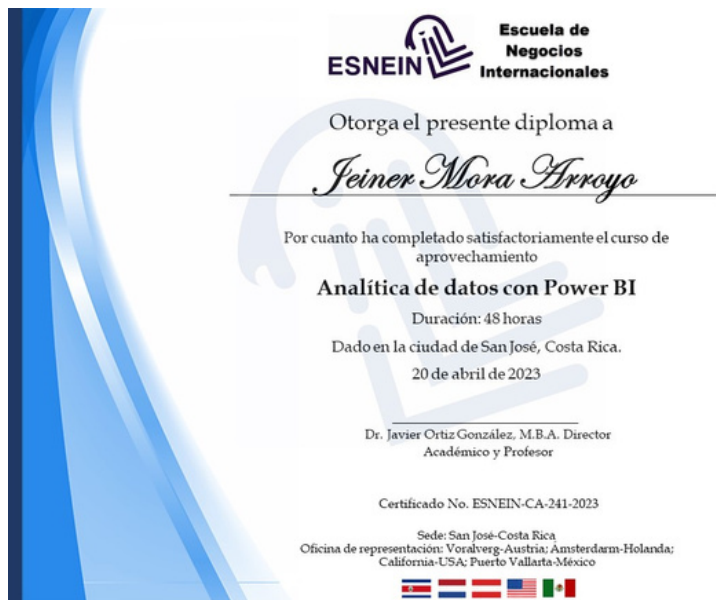 ESNEIN
Escuela de
Negocios
Internacionales
Otorga el presente diploma a
Jeiner Mora Arroyo
Por cuanto ha completado satisfactoriamente el curso de
aprovechamiento
Analítica de datos con Power BI
Duración: 48 horas
Dado en la ciudad de San José, Costa Rica.
20 de abril de 2023
Dr. Javier Ortiz González, M.B.A. Director
Académico y Profesor
Certificado No. ESNEIN-CA-241-2023
Sede: San José-Costa Rica
Oficina de representación: Voralverg-Austria; Amsterdarm-Holanda;
California-USA; Puerto Vallarta-México